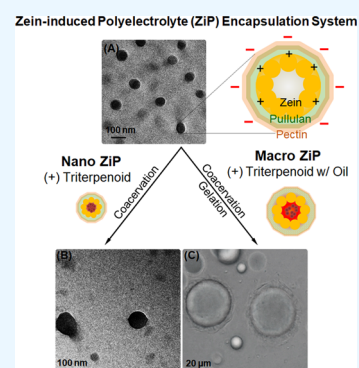 Zein-induced Polyelectrolyte (ZiP) Encapsulation System
(A)
100 nm
Zein
Pullulan
Pectin
Nano ZiP
(+) Triterpenoid
Macro ZiP
(+) Triterpenoid w/ Oil
Coacervation
Coacervation
Gelation
(B)
100 nm
(C)
20 µm